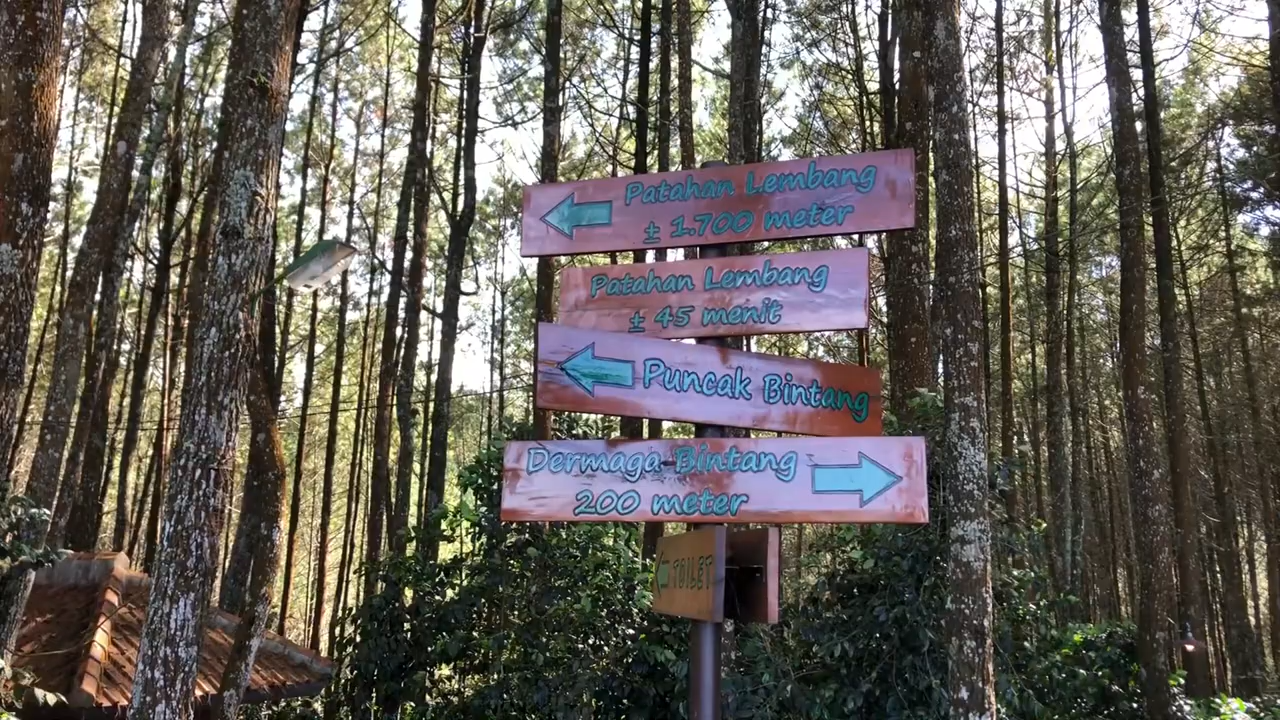 Patahan Lembang
± 1.700 meter
Patahan Lembang
± 45 menit
Puncak Bintang
Dermaga Bintang
200 meter
TOILET